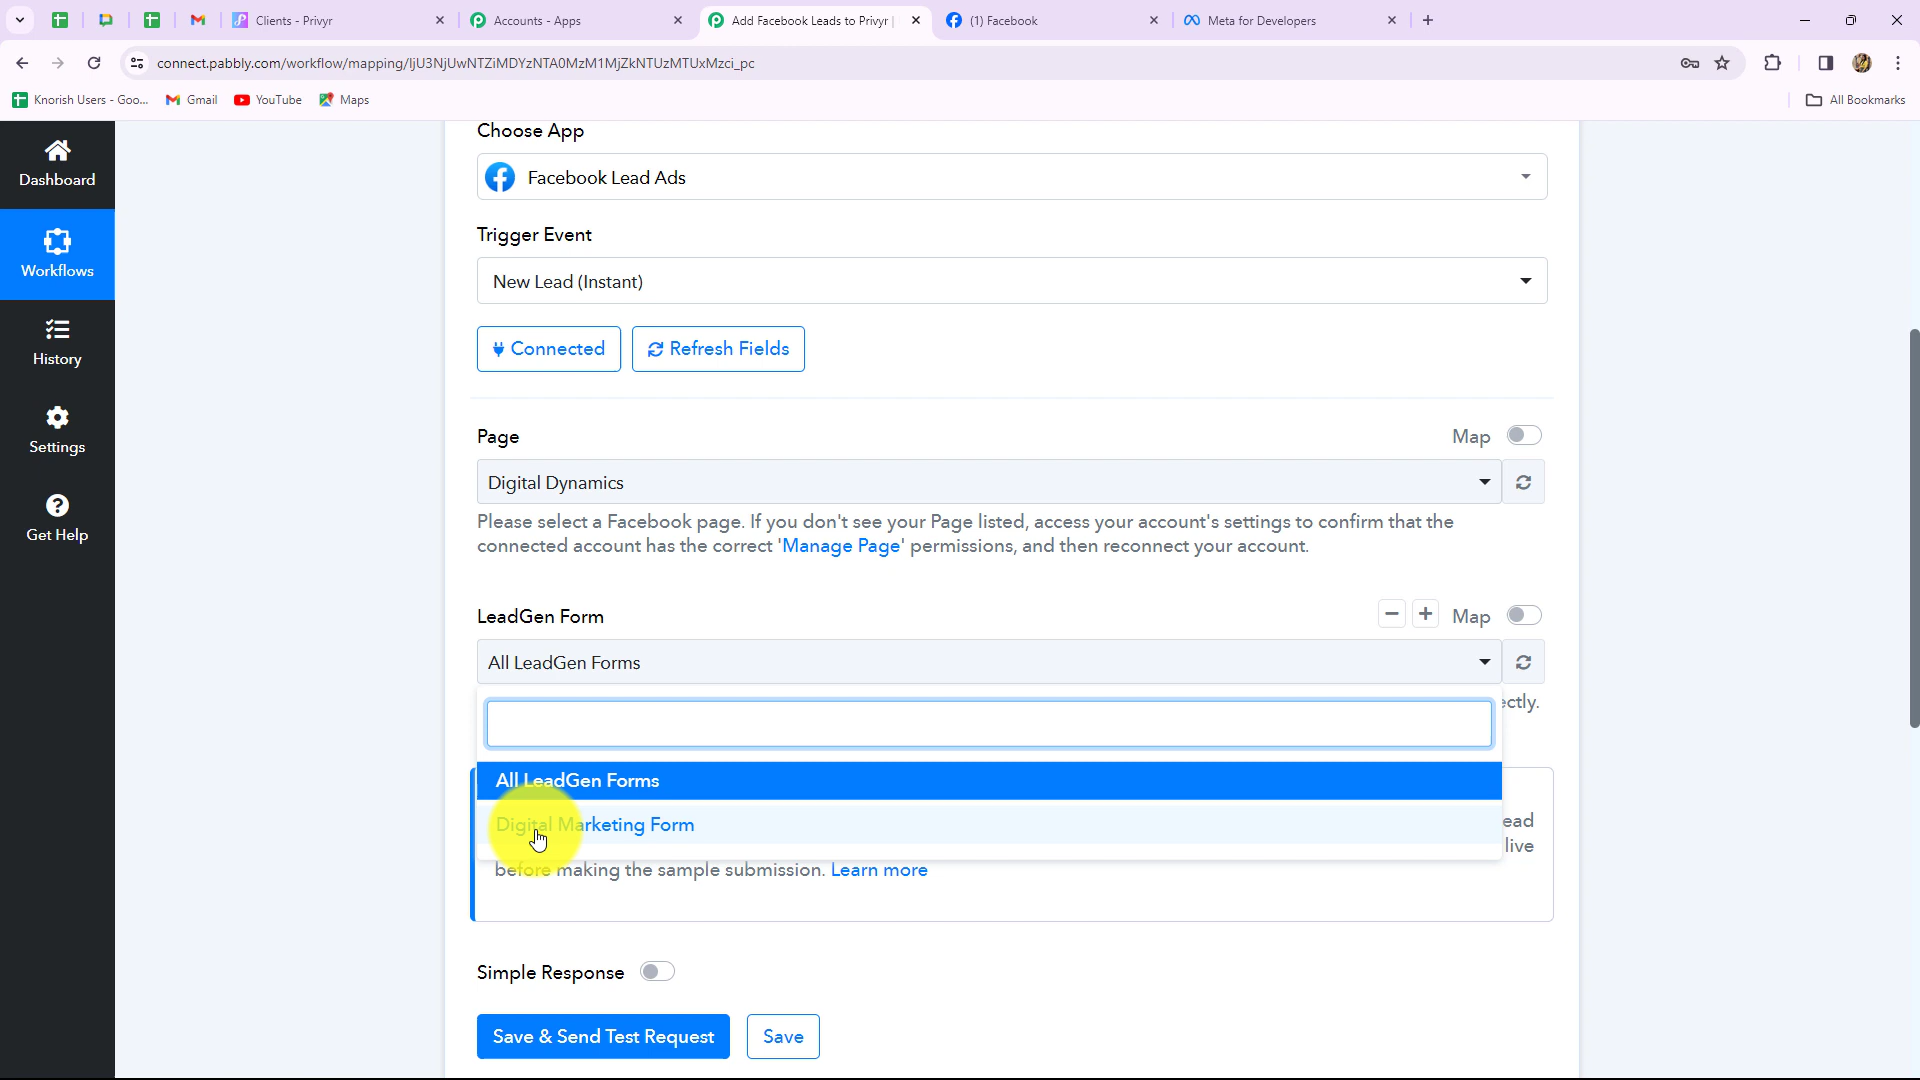 Clients - Privyr
Accounts - Apps
Add Facebook Leads to Privyr |
(1) Facebook
Meta for Developers
connect.pabbly.com/workflow/mapping/IjU3NjUwNTZiMDYzNTA0MzM1MjZkNTUzMTUxMzci_pc
Knorish Users - Goo...
Gmail
YouTube
Maps
All Bookmarks
Dashboard
Workflows
History
Settings
Get Help
Choose App
Facebook Lead Ads
Trigger Event
New Lead (Instant)
Connected
Refresh Fields
Page
Map
Digital Dynamics
Please select a Facebook page. If you don't see your Page listed, access your account's settings to confirm that the
connected account has the correct 'Manage Page' permissions, and then reconnect your account.
LeadGen Form
Map
All LeadGen Forms
ectly.
All LeadGen Forms
Digital Marketing Form
ead
live
before making the sample submission. Learn more
Simple Response
Save & Send Test Request
Save